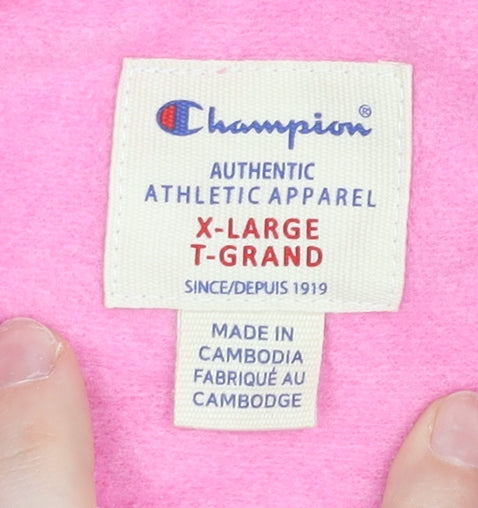 Champion®
AUTHENTIC
ATHLETIC APPAREL
X-LARGE
T-GRAND
SINCE/DEPUIS 1919
MADE IN
CAMBODIA
FABRIQUÉ AU
CAMBODGE